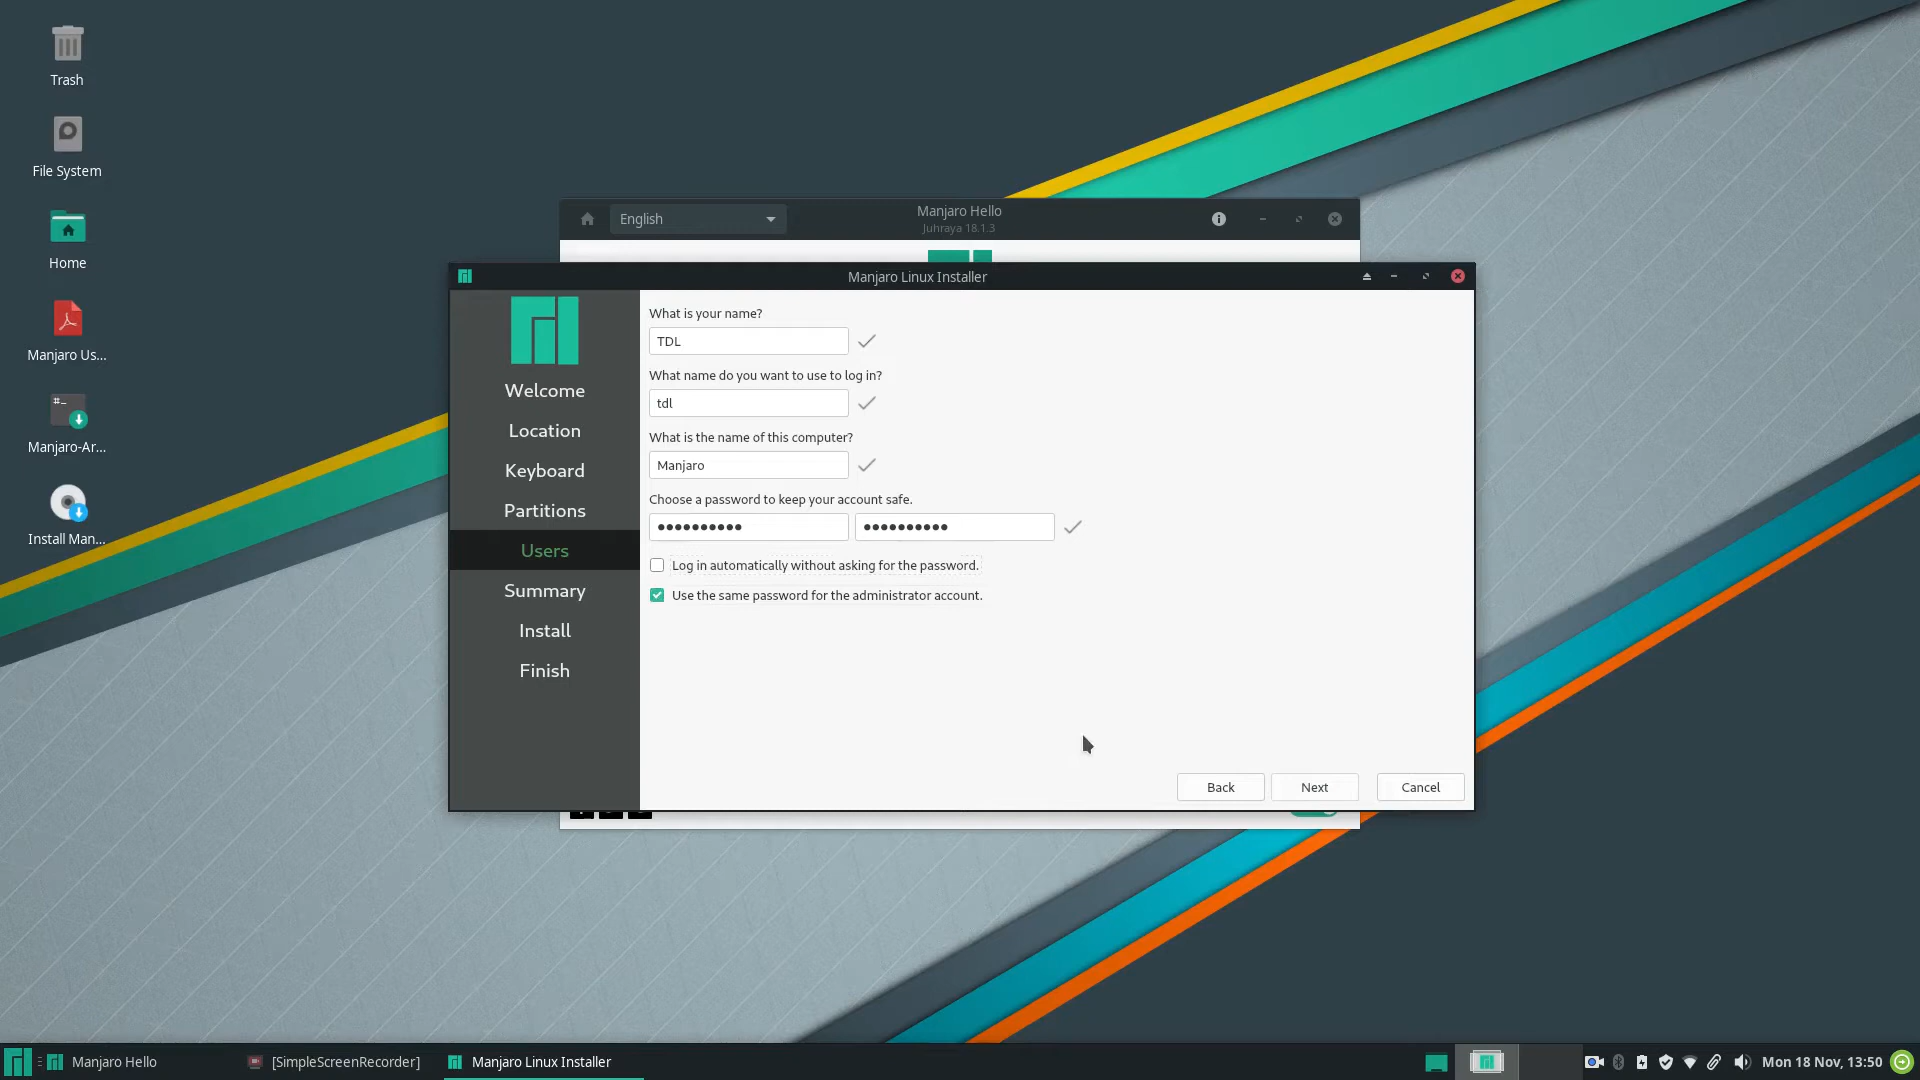 Trash
File System
Home
Manjaro Us...
Manjaro-Ar...
Install Man...
English
Manjaro Hello
Juhraya 18.1.3
Manjaro Linux Installer
Welcome
Location
Keyboard
Partitions
Users
Summary
Install
Finish
What is your name?
TDL
What name do you want to use to log in?
tdl
What is the name of this computer?
Manjaro
Choose a password to keep your account safe.
●●●●●●●●●● ●●●●●●●●●●
Log in automatically without asking for the password.
Use the same password for the administrator account.
Back Next Cancel
Manjaro Hello [SimpleScreenRecorder] Manjaro Linux Installer Mon 18 Nov, 13:50